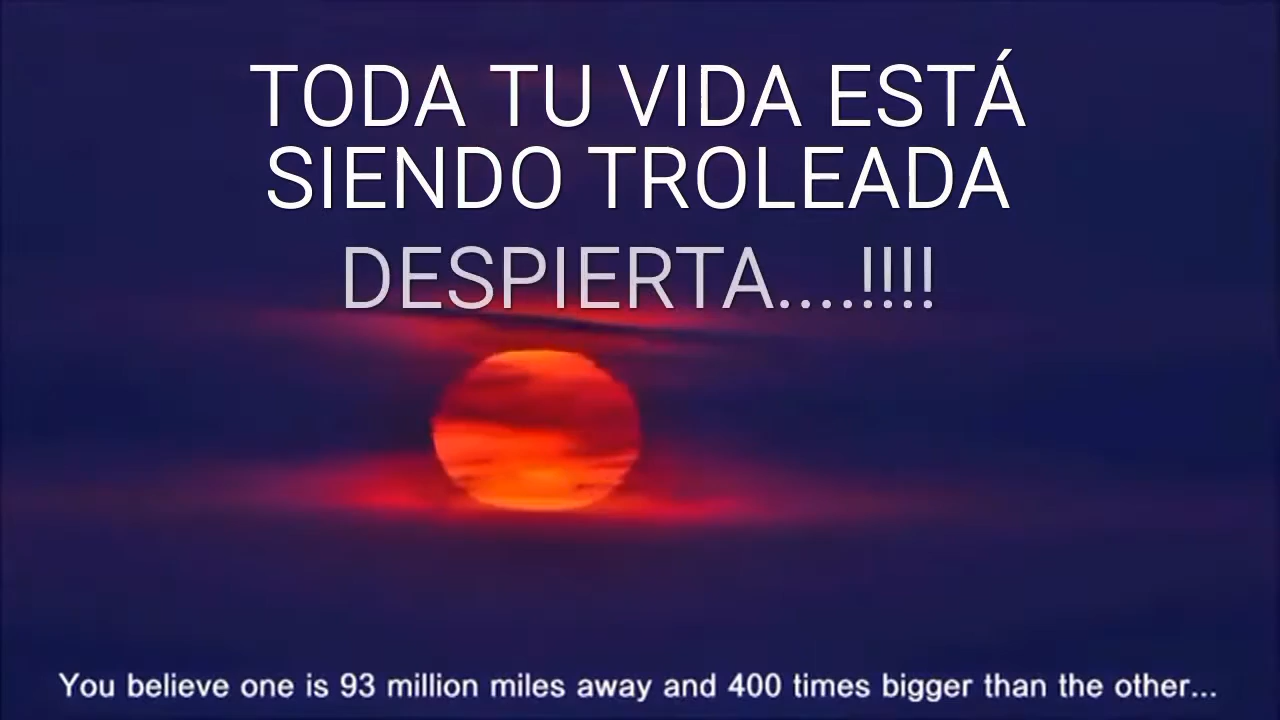 TODA TU VIDA ESTÁ
SIENDO TROLEADA
DESPIERTA....!!!!
You believe one is 93 million miles away and 400 times bigger than the other...